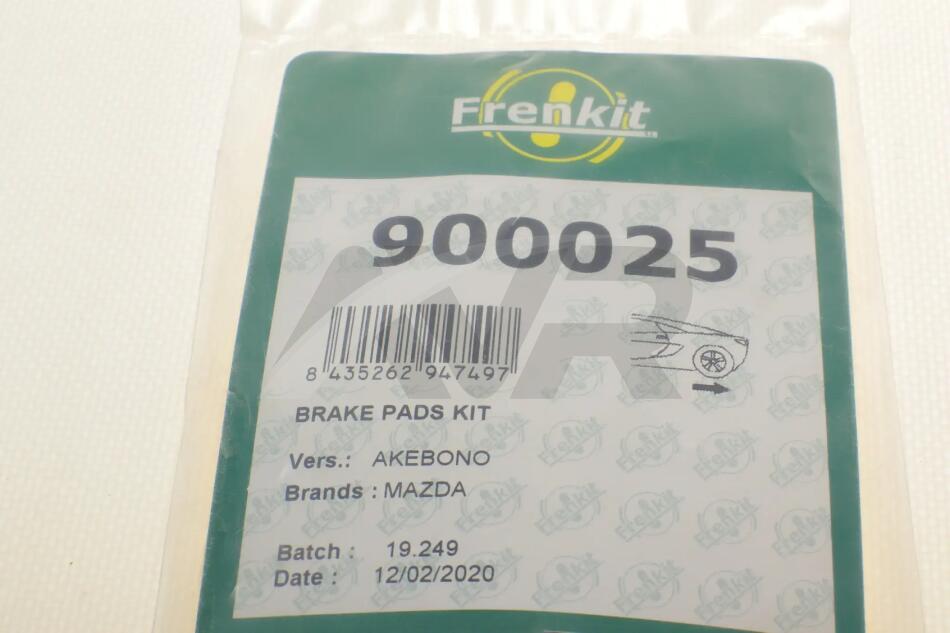 Frenkit
900025
8 435262 947497
BRAKE PADS KIT
Vers.: AKEBONO
Brands : MAZDA
Batch : 19.249
Date : 12/02/2020